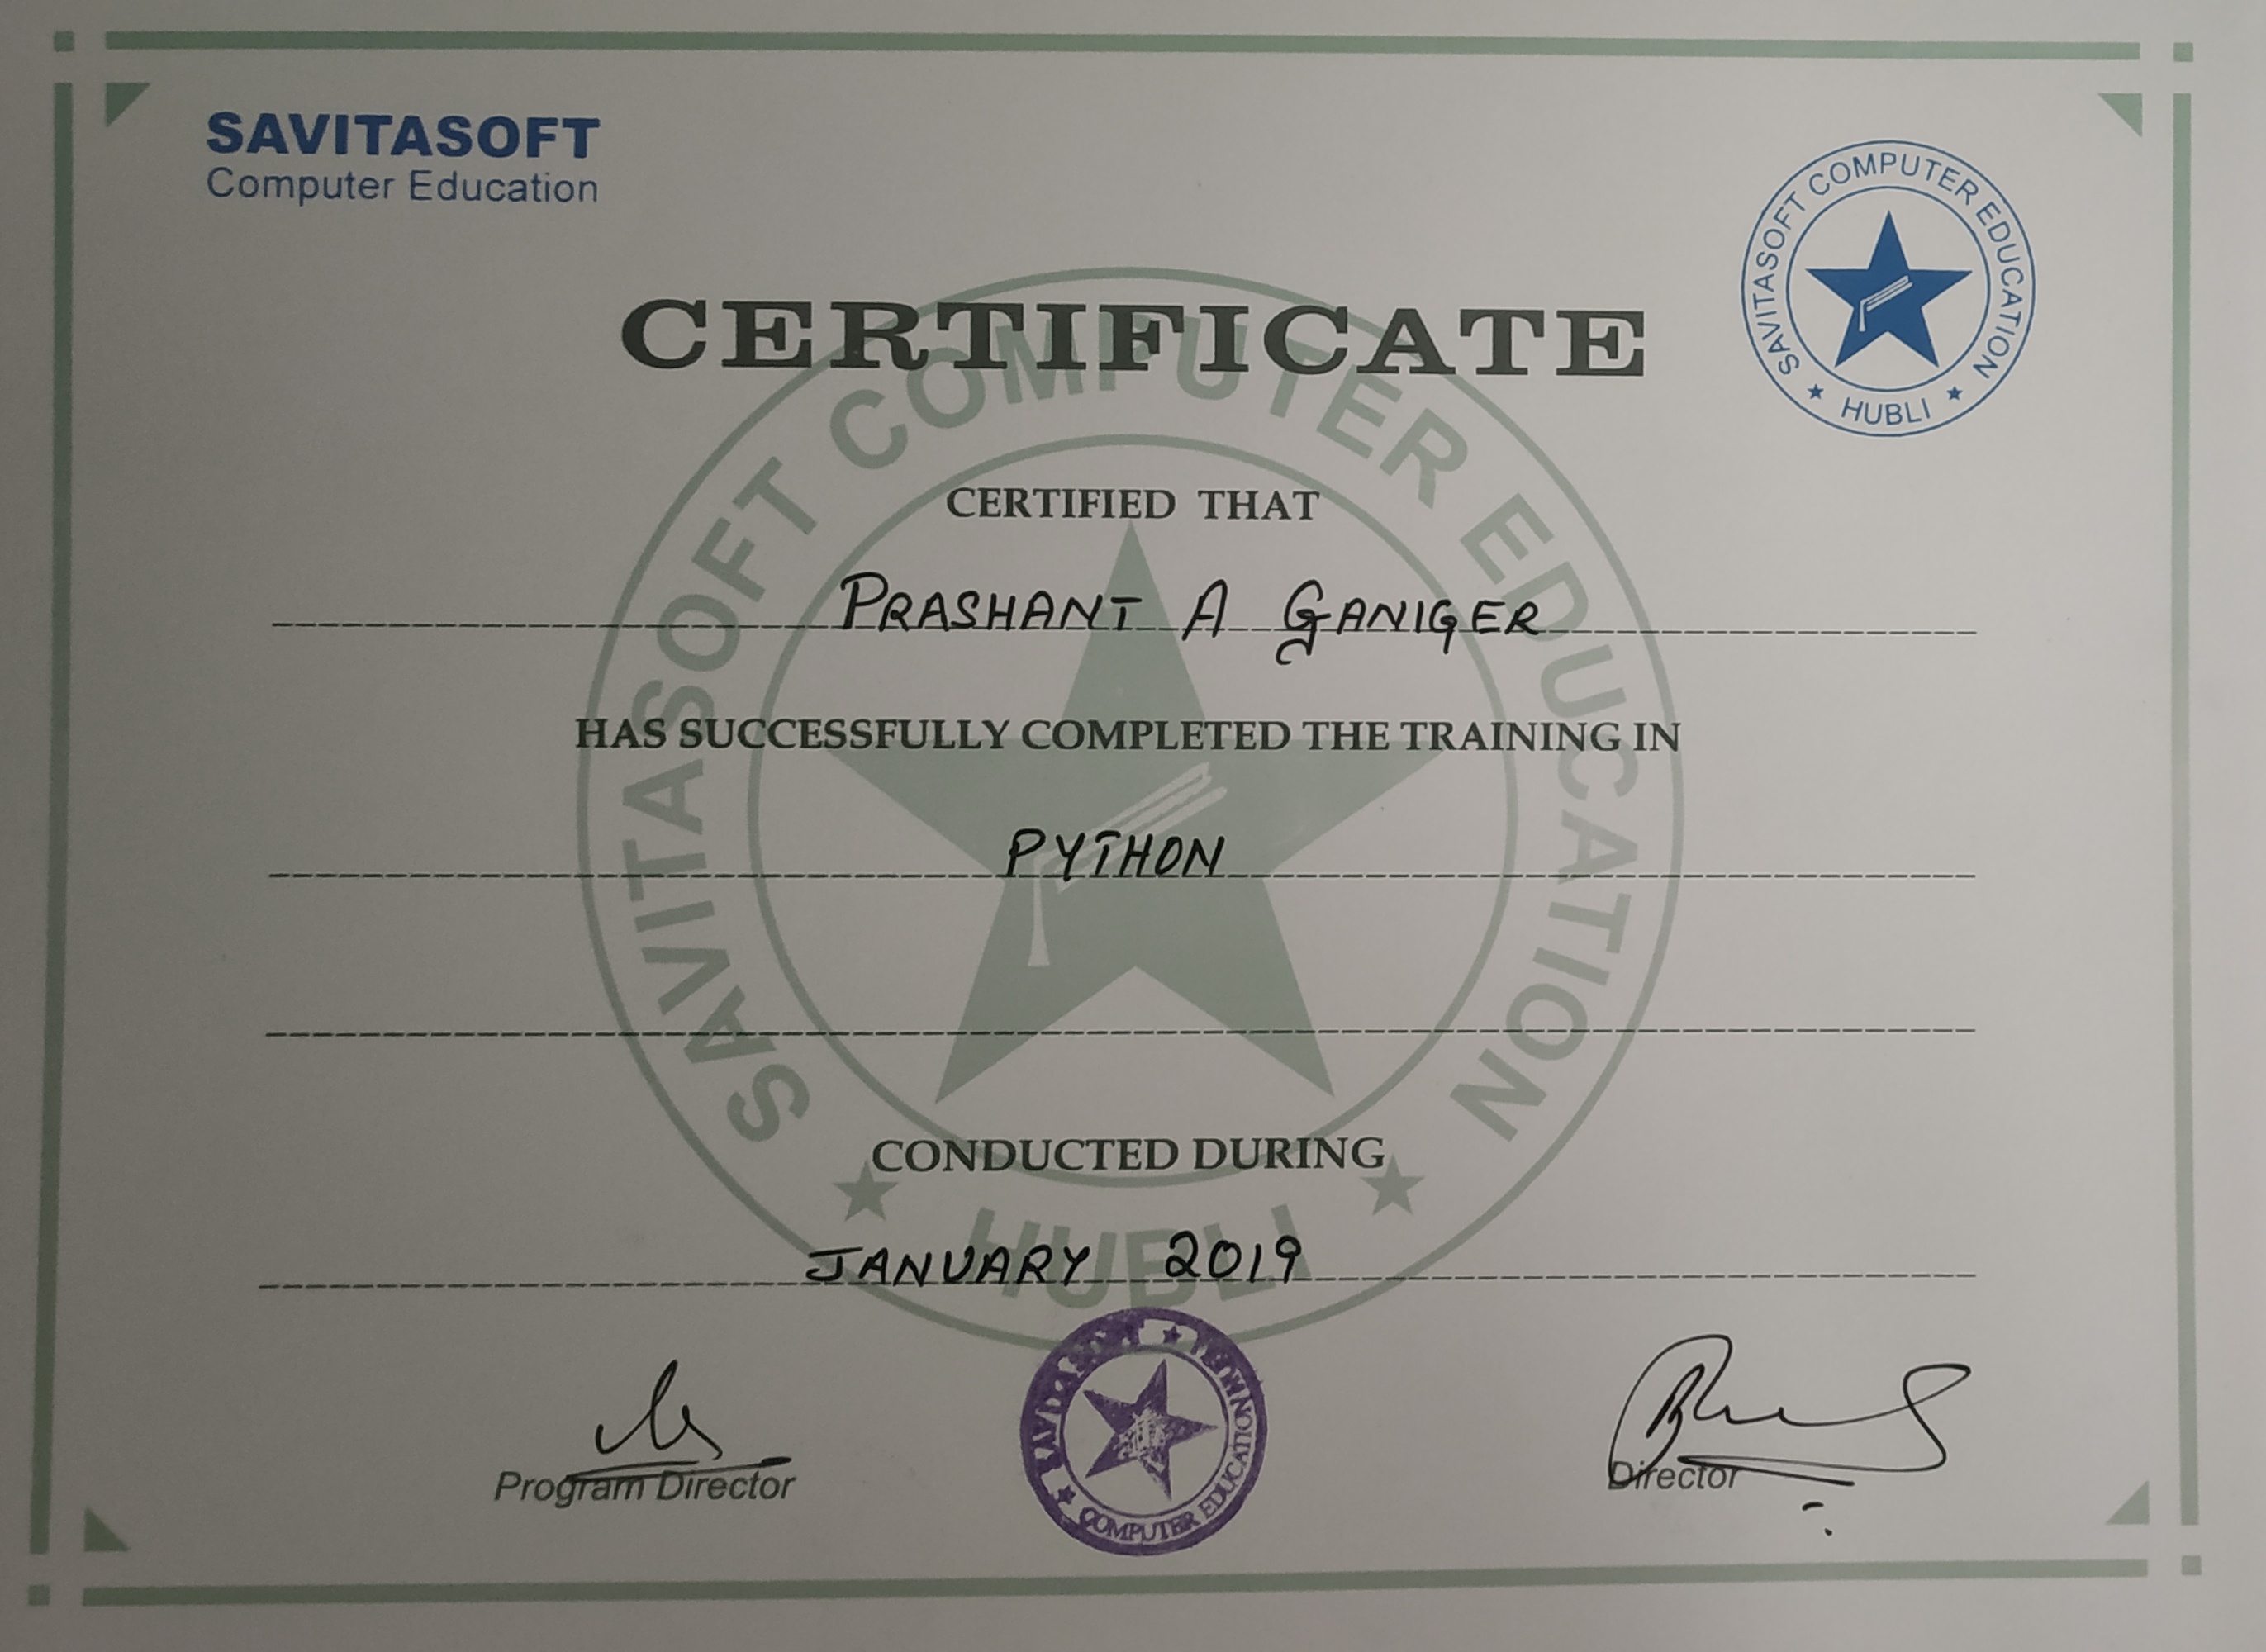 SAVITASOFT
Computer Education
SAVITASOFT COMPUTER EDUCATION
★ HUBLI ★
CERTIFICATE
CERTIFIED THAT
PRASHANT A GANIGER
HAS SUCCESSFULLY COMPLETED THE TRAINING IN
PYTHON
CONDUCTED DURING
JANUARY 2019
SAVITASOFT COMPUTER EDUCATION
★ HUBLI ★
Program Director
COMPUTER EDUCATION
Director